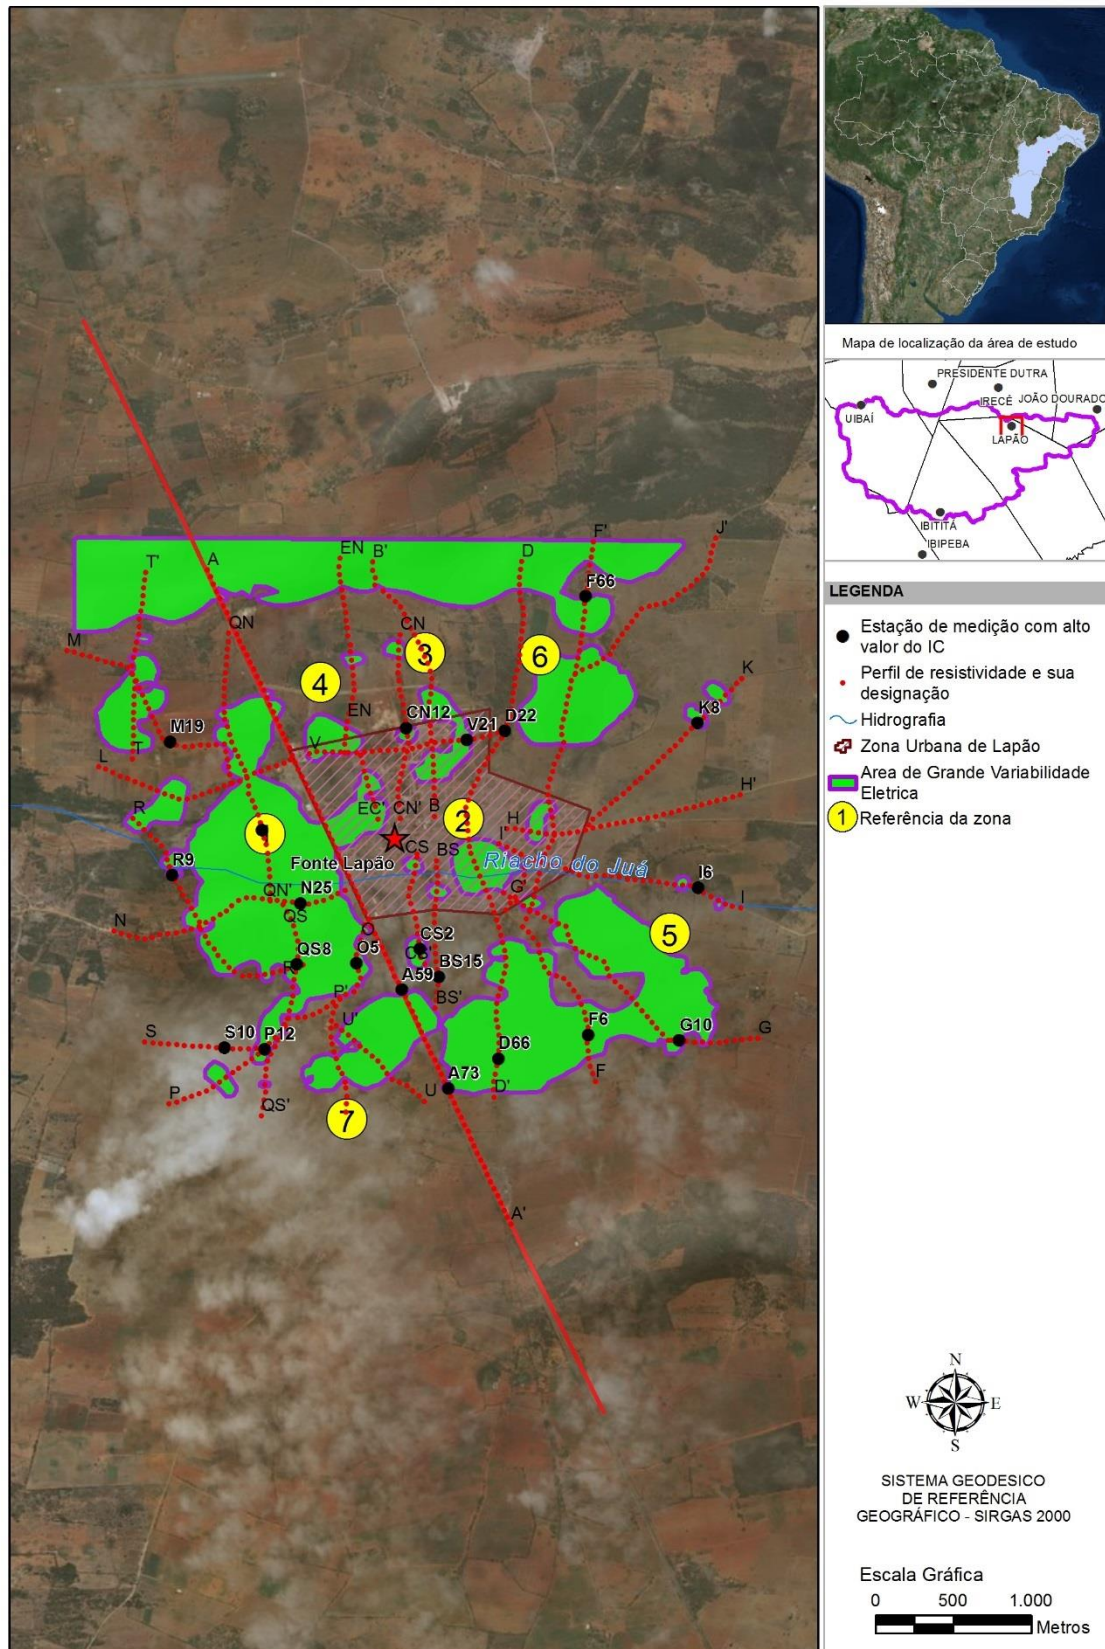 F'
J'
EN
B'
D
T'
A
F66
QN
CN
M
3
6
4
K
K8
EN
CN12
V21
D22
M19
V
T
L
H'
EC'
CN'
B
R
2
H
1
I'
CS
BS
Fonte Lapão
Riacho do Juá
R9
I6
QN'
N25
G'
I
QS
N
O
5
CS2
CS'
O5
BS15
QS8
R'
A59
BS'
P'
U'
F6
G10
G
S
S10
P12
D66
A73
U
D'
F
P
QS'
7
A'
Mapa de localização da área de estudo
PRESIDENTE DUTRA
IRECÊ
JOÃO DOURADO
UIBAÍ
LAPÃO
IBITITÁ
IBIPEBA
LEGENDA
Estação de medição com alto
valor do IC
Perfil de resistividade e sua
designação
Hidrografia
Zona Urbana de Lapão
Area de Grande Variabilidade
Eletrica
1
Referência da zona
N
W
E
S
SISTEMA GEODESICO
DE REFERÊNCIA
GEOGRÁFICO - SIRGAS 2000
Escala Gráfica
0 500 1.000
Metros